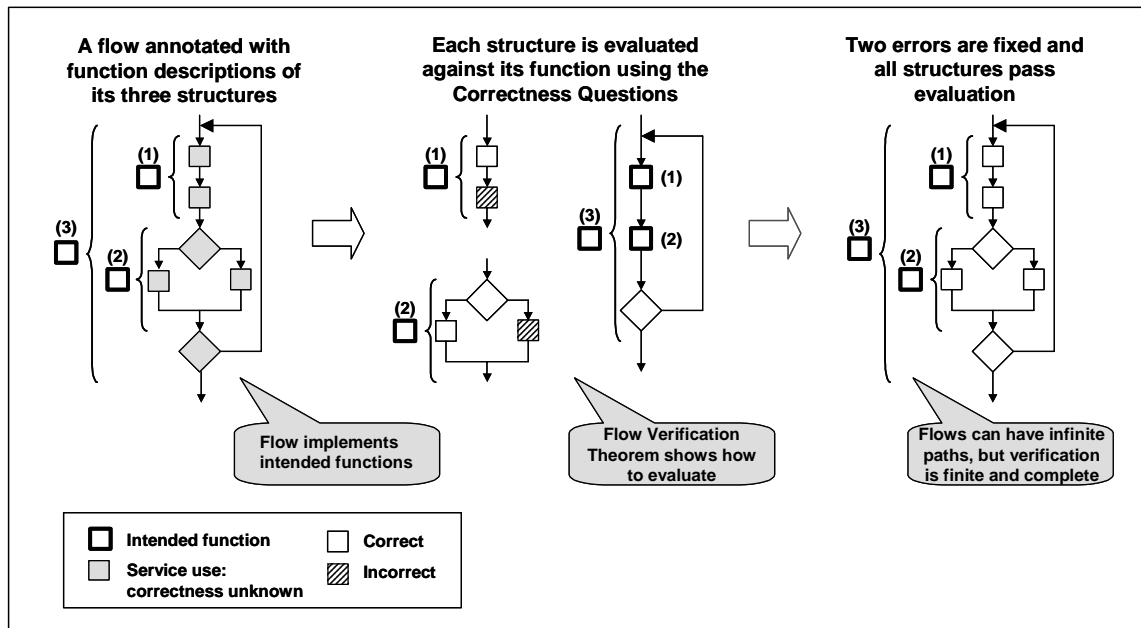 A flow annotated with
function descriptions of
its three structures
Each structure is evaluated
against its function using the
Correctness Questions
Two errors are fixed and
all structures pass
evaluation
(1)
(3)
(2)
(1)
(2)
(3)
(1)
(2)
(1)
(3)
(2)
Flow implements
intended functions
Flow Verification
Theorem shows how
to evaluate
Flows can have infinite
paths, but verification
is finite and complete
Intended function
Service use:
correctness unknown
Correct
Incorrect